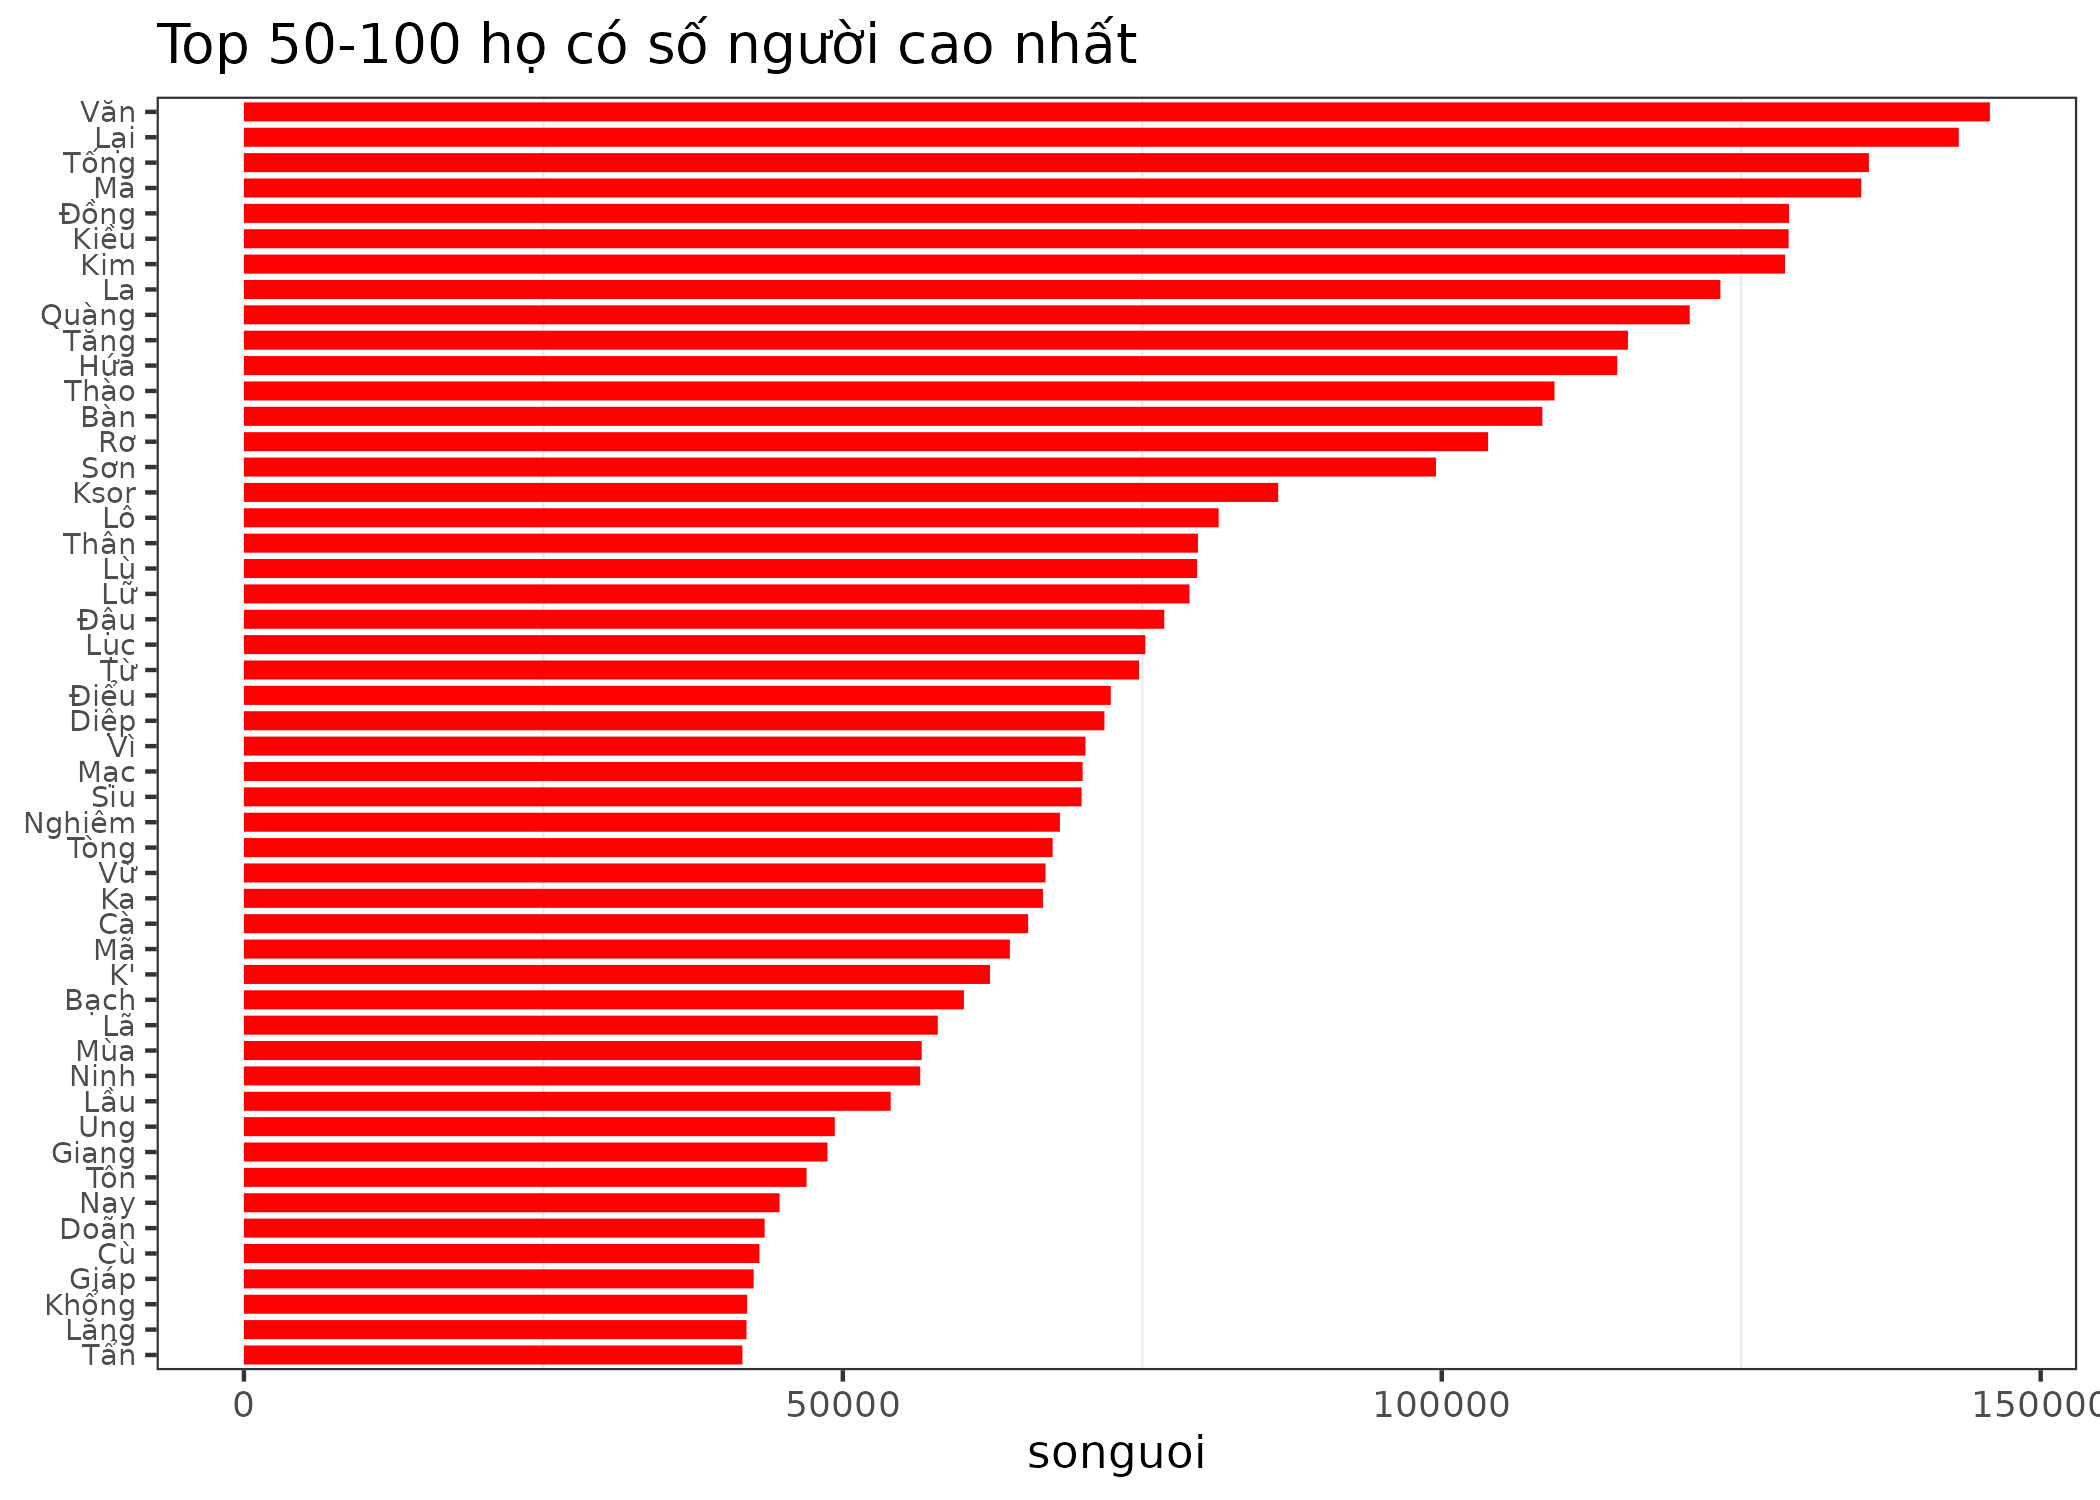 Top 50-100 họ có số người cao nhất
Văn
Lại
Tống
Ma
Đồng
Kiều
Kim
La
Quàng
Tăng
Hứa
Thào
Bàn
Rơ
Sơn
Ksor
Lô
Thân
Lù
Lữ
Đậu
Lục
Từ
Điểu
Diệp
Vì
Mạc
Siu
Nghiêm
Tòng
Vừ
Ka
Cà
Mã
K'
Bạch
Lã
Mùa
Ninh
Lầu
Ung
Giang
Tôn
Nay
Doãn
Cù
Giáp
Khổng
Lăng
Tẩn
0 50000 100000 150000
songuoi